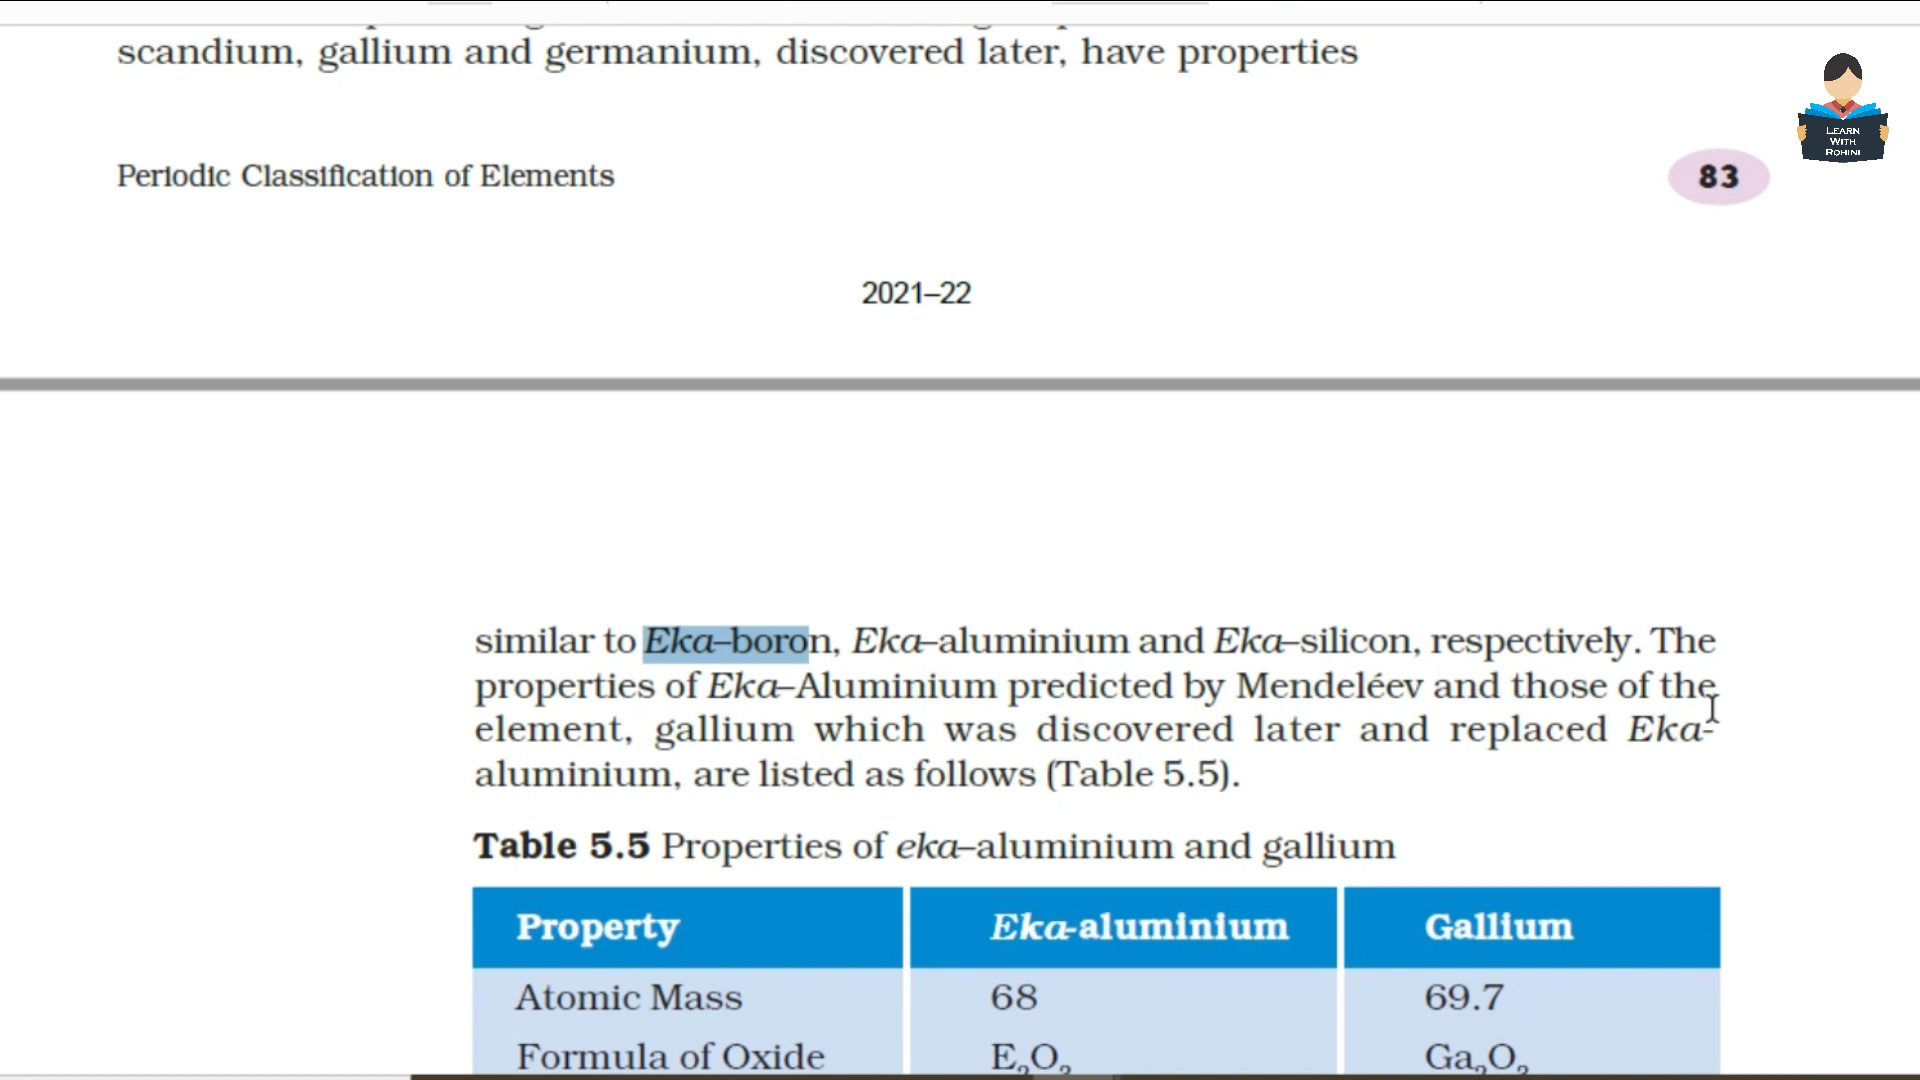 scandium, gallium and germanium, discovered later, have properties
LEARN
WITH
ROHINI
Periodic Classification of Elements
83
2021–22
similar to Eka–boron, Eka–aluminium and Eka–silicon, respectively. The
properties of Eka–Aluminium predicted by Mendeléev and those of the
element, gallium which was discovered later and replaced Eka-
aluminium, are listed as follows (Table 5.5).
Table 5.5 Properties of eka–aluminium and gallium
Property Eka-aluminium Gallium
Atomic Mass 68 69.7
Formula of Oxide E₂O₃ Ga₂O₃